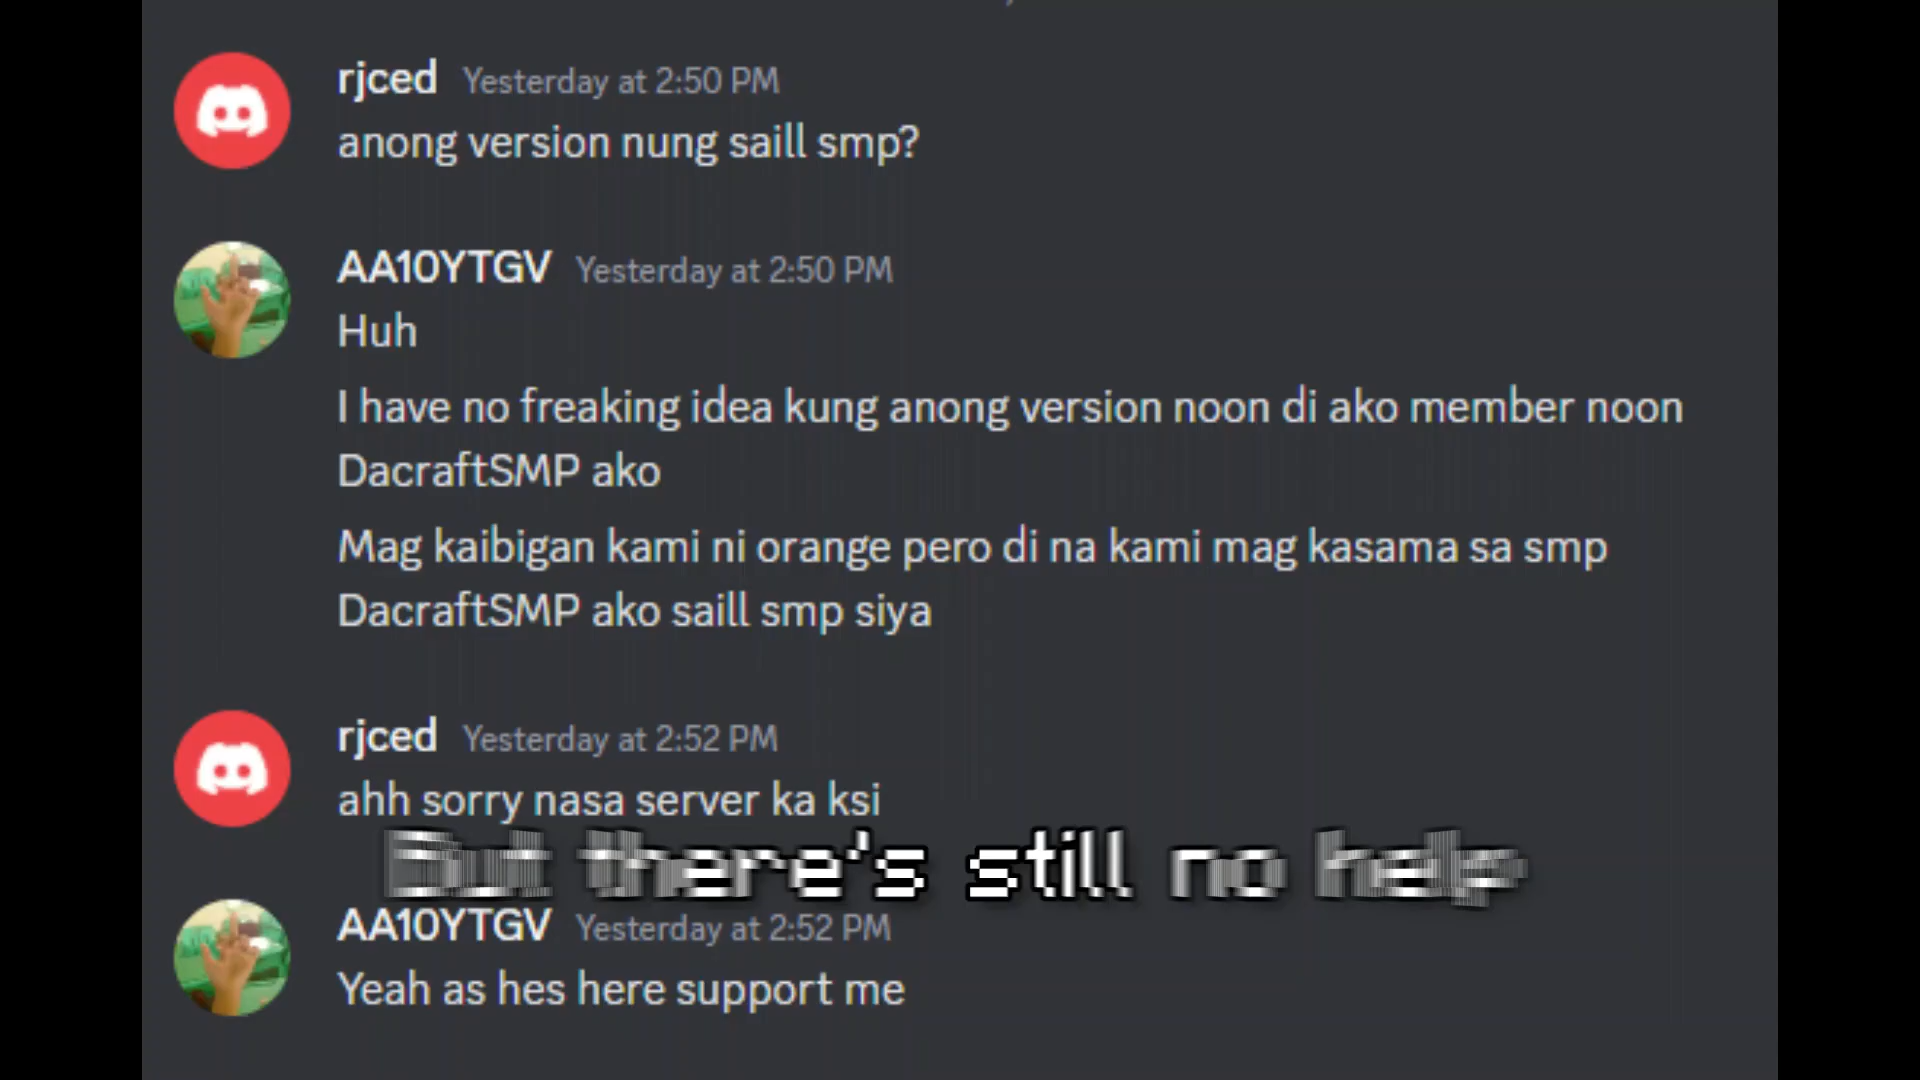 rjced Yesterday at 2:50 PM
anong version nung saill smp?
AA10YTGV Yesterday at 2:50 PM
Huh
I have no freaking idea kung anong version noon di ako member noon
DacraftSMP ako
Mag kaibigan kami ni orange pero di na kami mag kasama sa smp
DacraftSMP ako saill smp siya
rjced Yesterday at 2:52 PM
ahh sorry nasa server ka ksi
But there's still no help
AA10YTGV Yesterday at 2:52 PM
Yeah as hes here support me